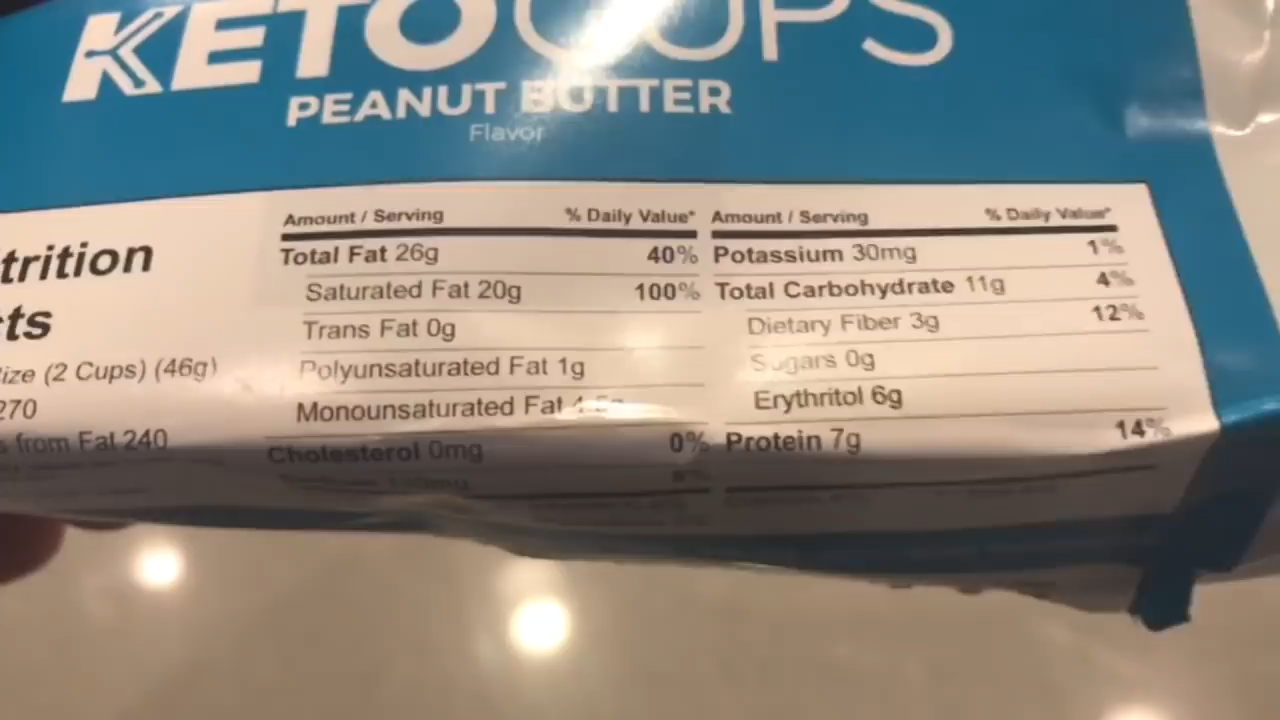 KETO CUPS
PEANUT BUTTER
Flavor
trition
ts
ize (2 Cups) (46g)
270
s from Fat 240
Amount / Serving % Daily Value*
Total Fat 26g 40%
Saturated Fat 20g 100%
Trans Fat 0g
Polyunsaturated Fat 1g
Monounsaturated Fat
Cholesterol 0mg 0%
Amount / Serving % Daily Value*
Potassium 30mg 1%
Total Carbohydrate 11g 4%
Dietary Fiber 3g 12%
Sugars 0g
Erythritol 6g
Protein 7g 14%